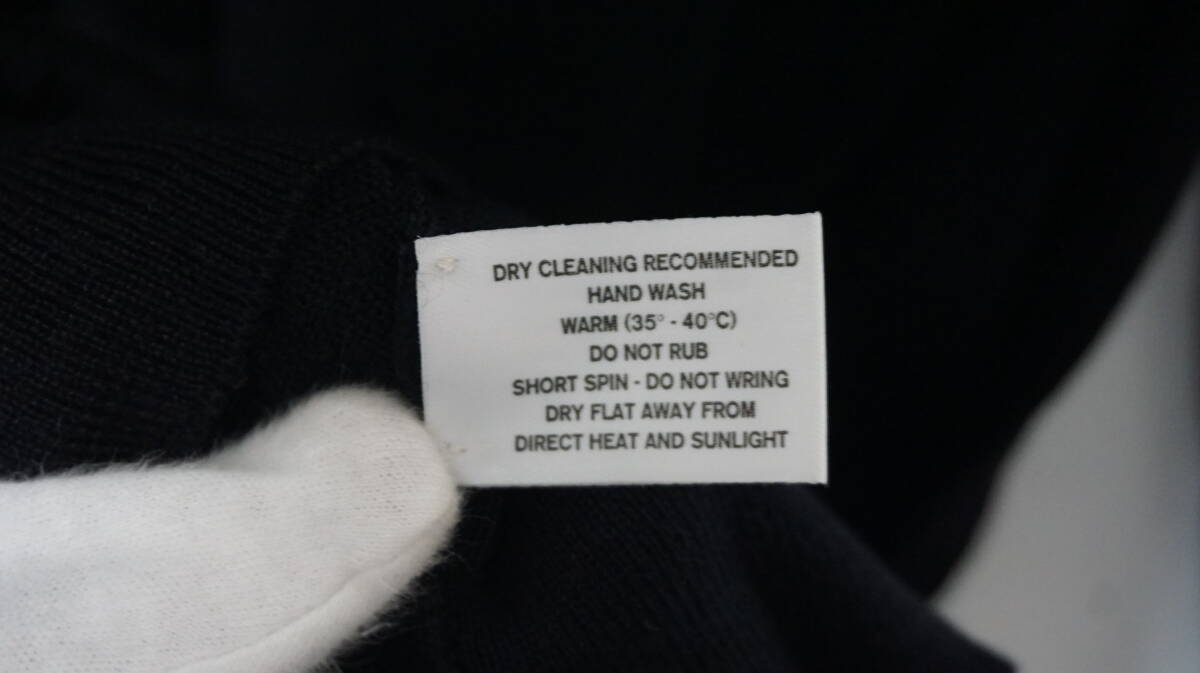 DRY CLEANING RECOMMENDED
HAND WASH
WARM (35° - 40°C)
DO NOT RUB
SHORT SPIN - DO NOT WRING
DRY FLAT AWAY FROM
DIRECT HEAT AND SUNLIGHT